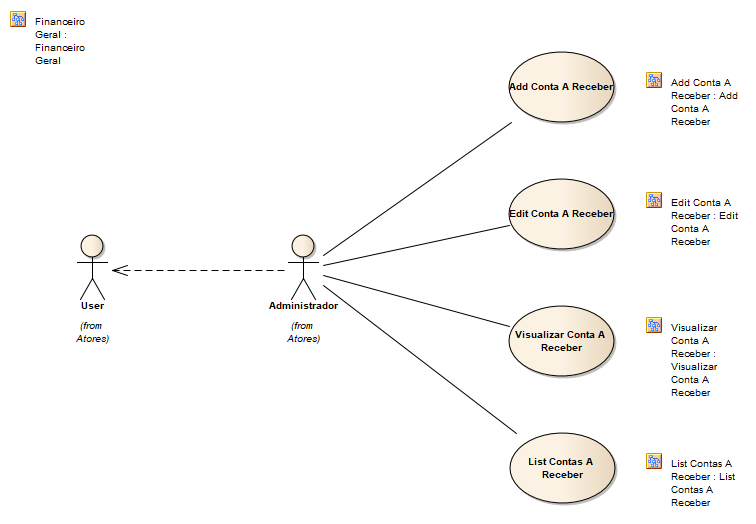 Financeiro
Geral :
Financeiro
Geral
Add Conta A Receber
Add Conta A
Receber : Add
Conta A
Receber
Edit Conta A Receber
Edit Conta A
Receber : Edit
Conta A
Receber
User
(from
Atores)
Administrador
(from
Atores)
Visualizar Conta A
Receber
Visualizar
Conta A
Receber :
Visualizar
Conta A
Receber
List Contas A
Receber
List Contas A
Receber : List
Contas A
Receber